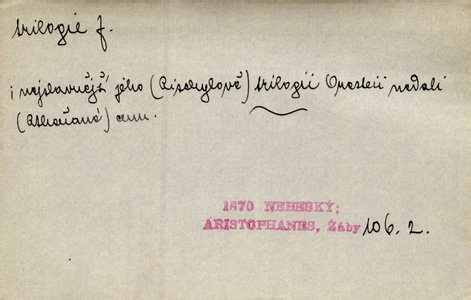 trilogie f.
i nejslavnější jeho (Aischylově) trilogii Oresteii nedali
(Athéňané) cenu.
1870 NEBESKÝ;
ARISTOPHANES, Žáby 106. 2.